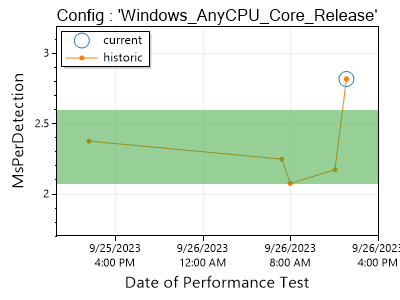 Config : 'Windows_AnyCPU_Core_Release'
current
historic
3
2.5
2
MsPerDetection
9/25/2023 9/26/2023 9/26/2023 9/26/2023
4:00 PM 12:00 AM 8:00 AM 4:00 PM
Date of Performance Test